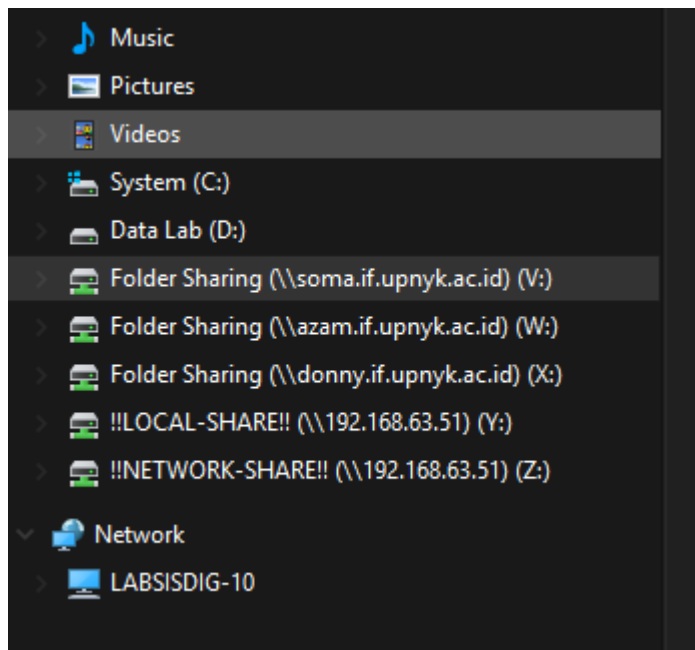 Music
Pictures
Videos
System (C:)
Data Lab (D:)
Folder Sharing (\\soma.if.upnyk.ac.id) (V:)
Folder Sharing (\\azam.if.upnyk.ac.id) (W:)
Folder Sharing (\\donny.if.upnyk.ac.id) (X:)
!!LOCAL-SHARE!! (\\192.168.63.51) (Y:)
!!NETWORK-SHARE!! (\\192.168.63.51) (Z:)
Network
LABSISDIG-10